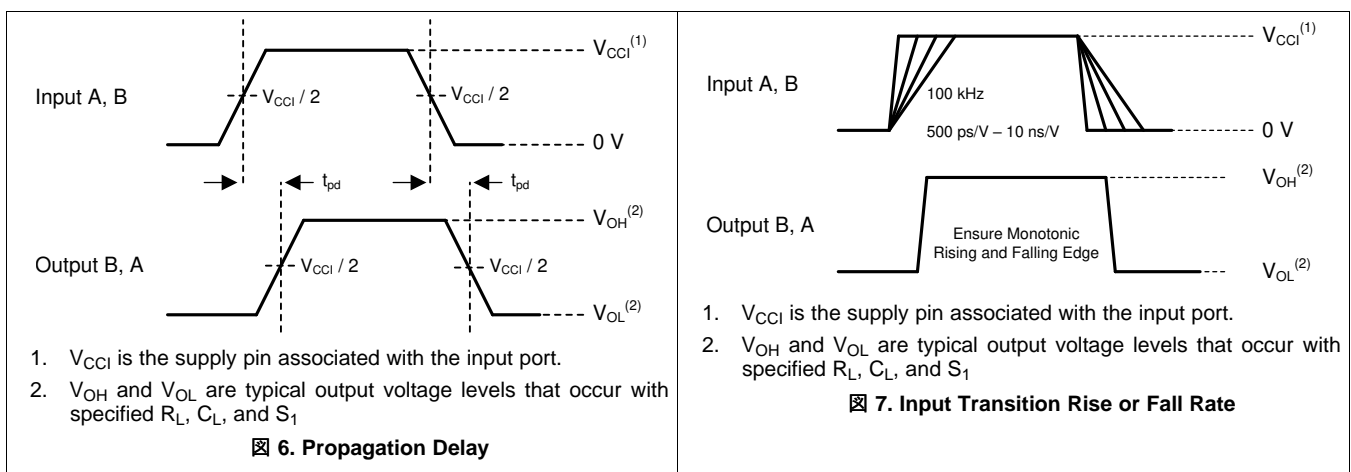 V_CCI^(1)
Input A, B
V_CCI / 2
V_CCI / 2
0 V
t_pd
t_pd
V_OH^(2)
Output B, A
V_CCI / 2
V_CCI / 2
V_OL^(2)
1. V_CCI is the supply pin associated with the input port.
2. V_OH and V_OL are typical output voltage levels that occur with
specified R_L, C_L, and S_1
図 6. Propagation Delay
V_CCI^(1)
Input A, B
100 kHz
500 ps/V – 10 ns/V
0 V
V_OH^(2)
Output B, A
Ensure Monotonic
Rising and Falling Edge
V_OL^(2)
1. V_CCI is the supply pin associated with the input port.
2. V_OH and V_OL are typical output voltage levels that occur with
specified R_L, C_L, and S_1
図 7. Input Transition Rise or Fall Rate